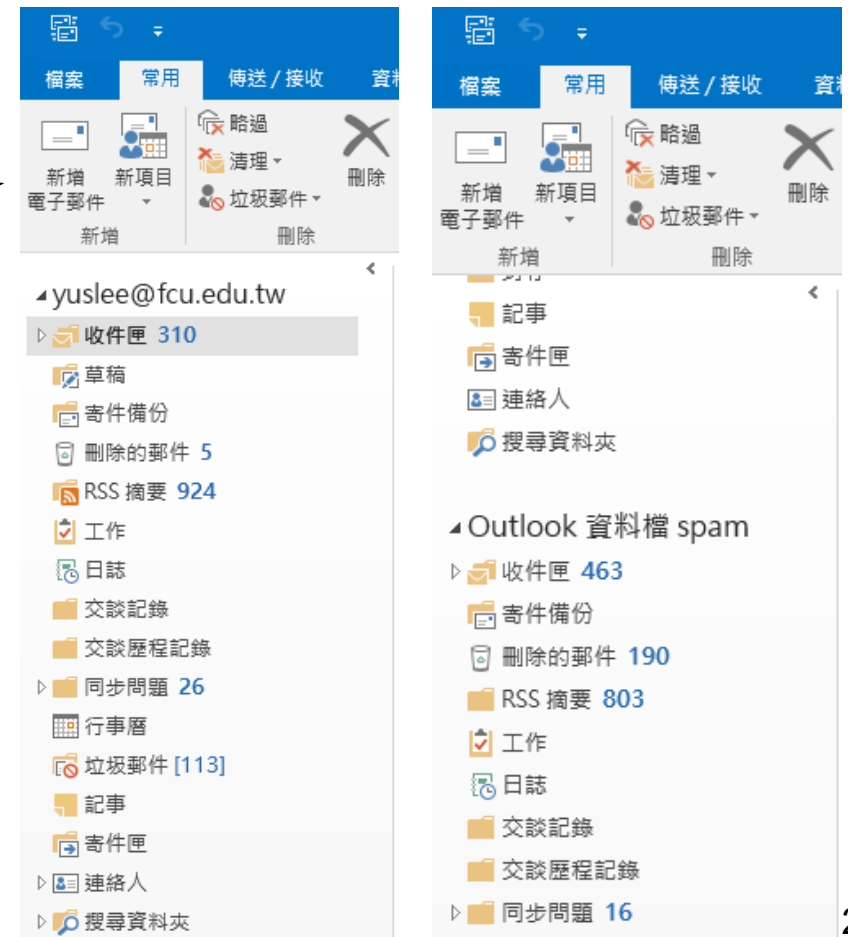 檔案 常用 傳送 / 接收
新增
電子郵件
新項目
略過
清理
垃圾郵件
刪除
新增 刪除
yuslee@fcu.edu.tw
收件匣 310
草稿
寄件備份
刪除的郵件 5
RSS 摘要 924
工作
日誌
交談記錄
交談歷程記錄
同步問題 26
行事曆
垃圾郵件 [113]
記事
寄件匣
連絡人
搜尋資料夾
檔案 常用 傳送 / 接收
新增
電子郵件
新項目
略過
清理
垃圾郵件
刪除
新增 刪除
記事
寄件匣
連絡人
搜尋資料夾
Outlook 資料檔 spam
收件匣 463
寄件備份
刪除的郵件 190
RSS 摘要 803
工作
日誌
交談記錄
交談歷程記錄
同步問題 16